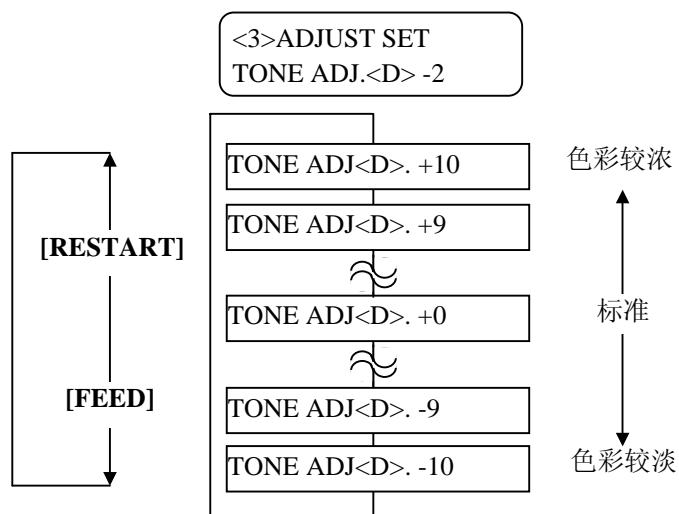 <3>ADJUST SET
TONE ADJ.<D> -2
TONE ADJ<D>. +10
色彩较浓
TONE ADJ<D>. +9
[RESTART]
TONE ADJ<D>. +0
标准
[FEED]
TONE ADJ<D>. -9
TONE ADJ<D>. -10
色彩较淡